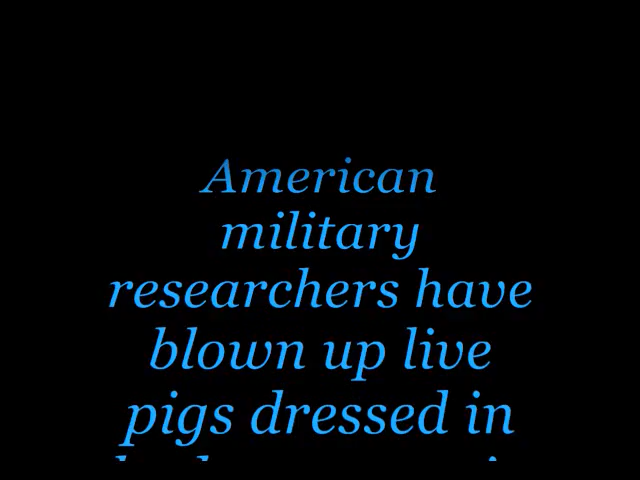 American
military
researchers have
blown up live
pigs dressed in